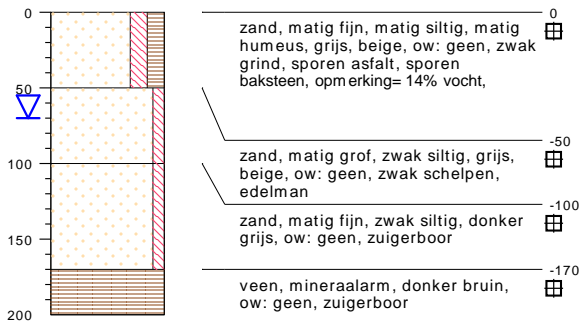 0
50
100
150
200
zand, matig fijn, matig siltig, matig
humeus, grijs, beige, ow: geen, zwak
grind, sporen asfalt, sporen
baksteen, opmerking= 14% vocht,
0
-50
zand, matig grof, zwak siltig, grijs,
beige, ow: geen, zwak schelpen,
edelman
-100
zand, matig fijn, zwak siltig, donker
grijs, ow: geen, zuigerboor
-170
veen, mineraalarm, donker bruin,
ow: geen, zuigerboor